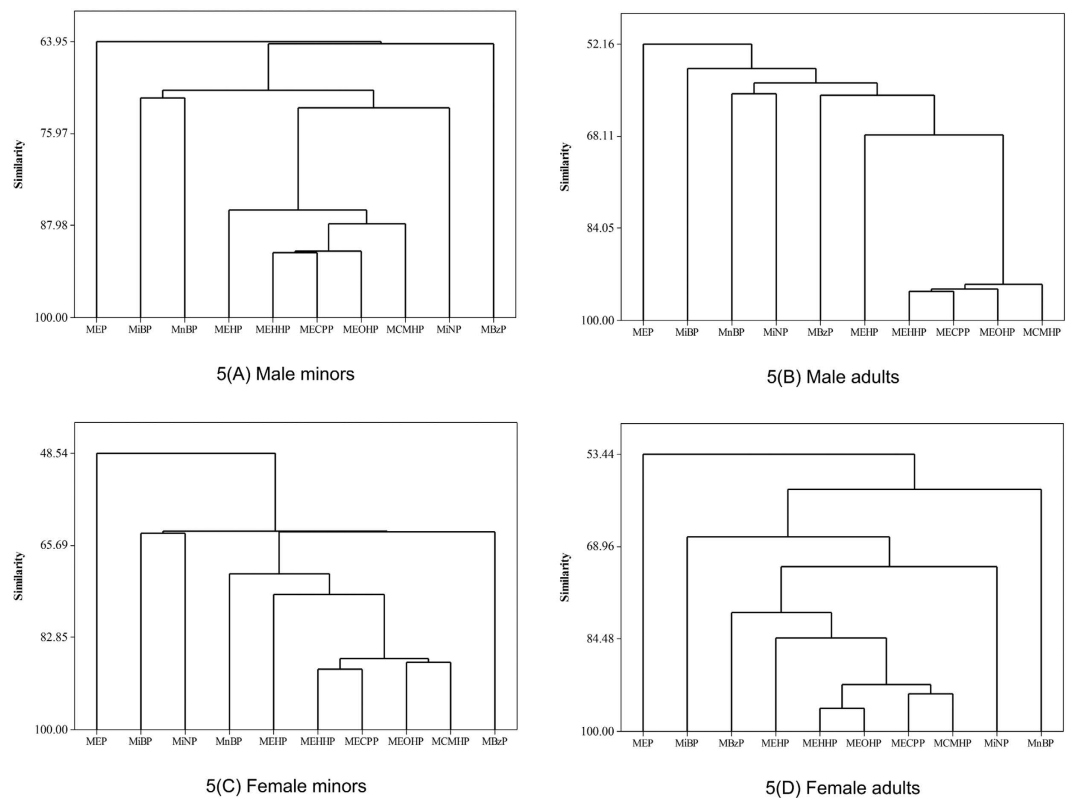 63.95
75.97
87.98
100.00
Similarity
MEP MiBP MnBP MEHP MEHHP MECPP MEOHP MCMHP MiNP MBzP
5(A) Male minors
52.16
68.11
84.05
100.00
Similarity
MEP MiBP MnBP MiNP MBzP MEHP MEHHP MECPP MEOHP MCMHP
5(B) Male adults
48.54
65.69
82.85
100.00
Similarity
MEP MiBP MiNP MnBP MEHP MEHHP MECPP MEOHP MCMHP MBzP
5(C) Female minors
53.44
68.96
84.48
100.00
Similarity
MEP MiBP MBzP MEHP MEHHP MEOHP MECPP MCMHP MiNP MnBP
5(D) Female adults